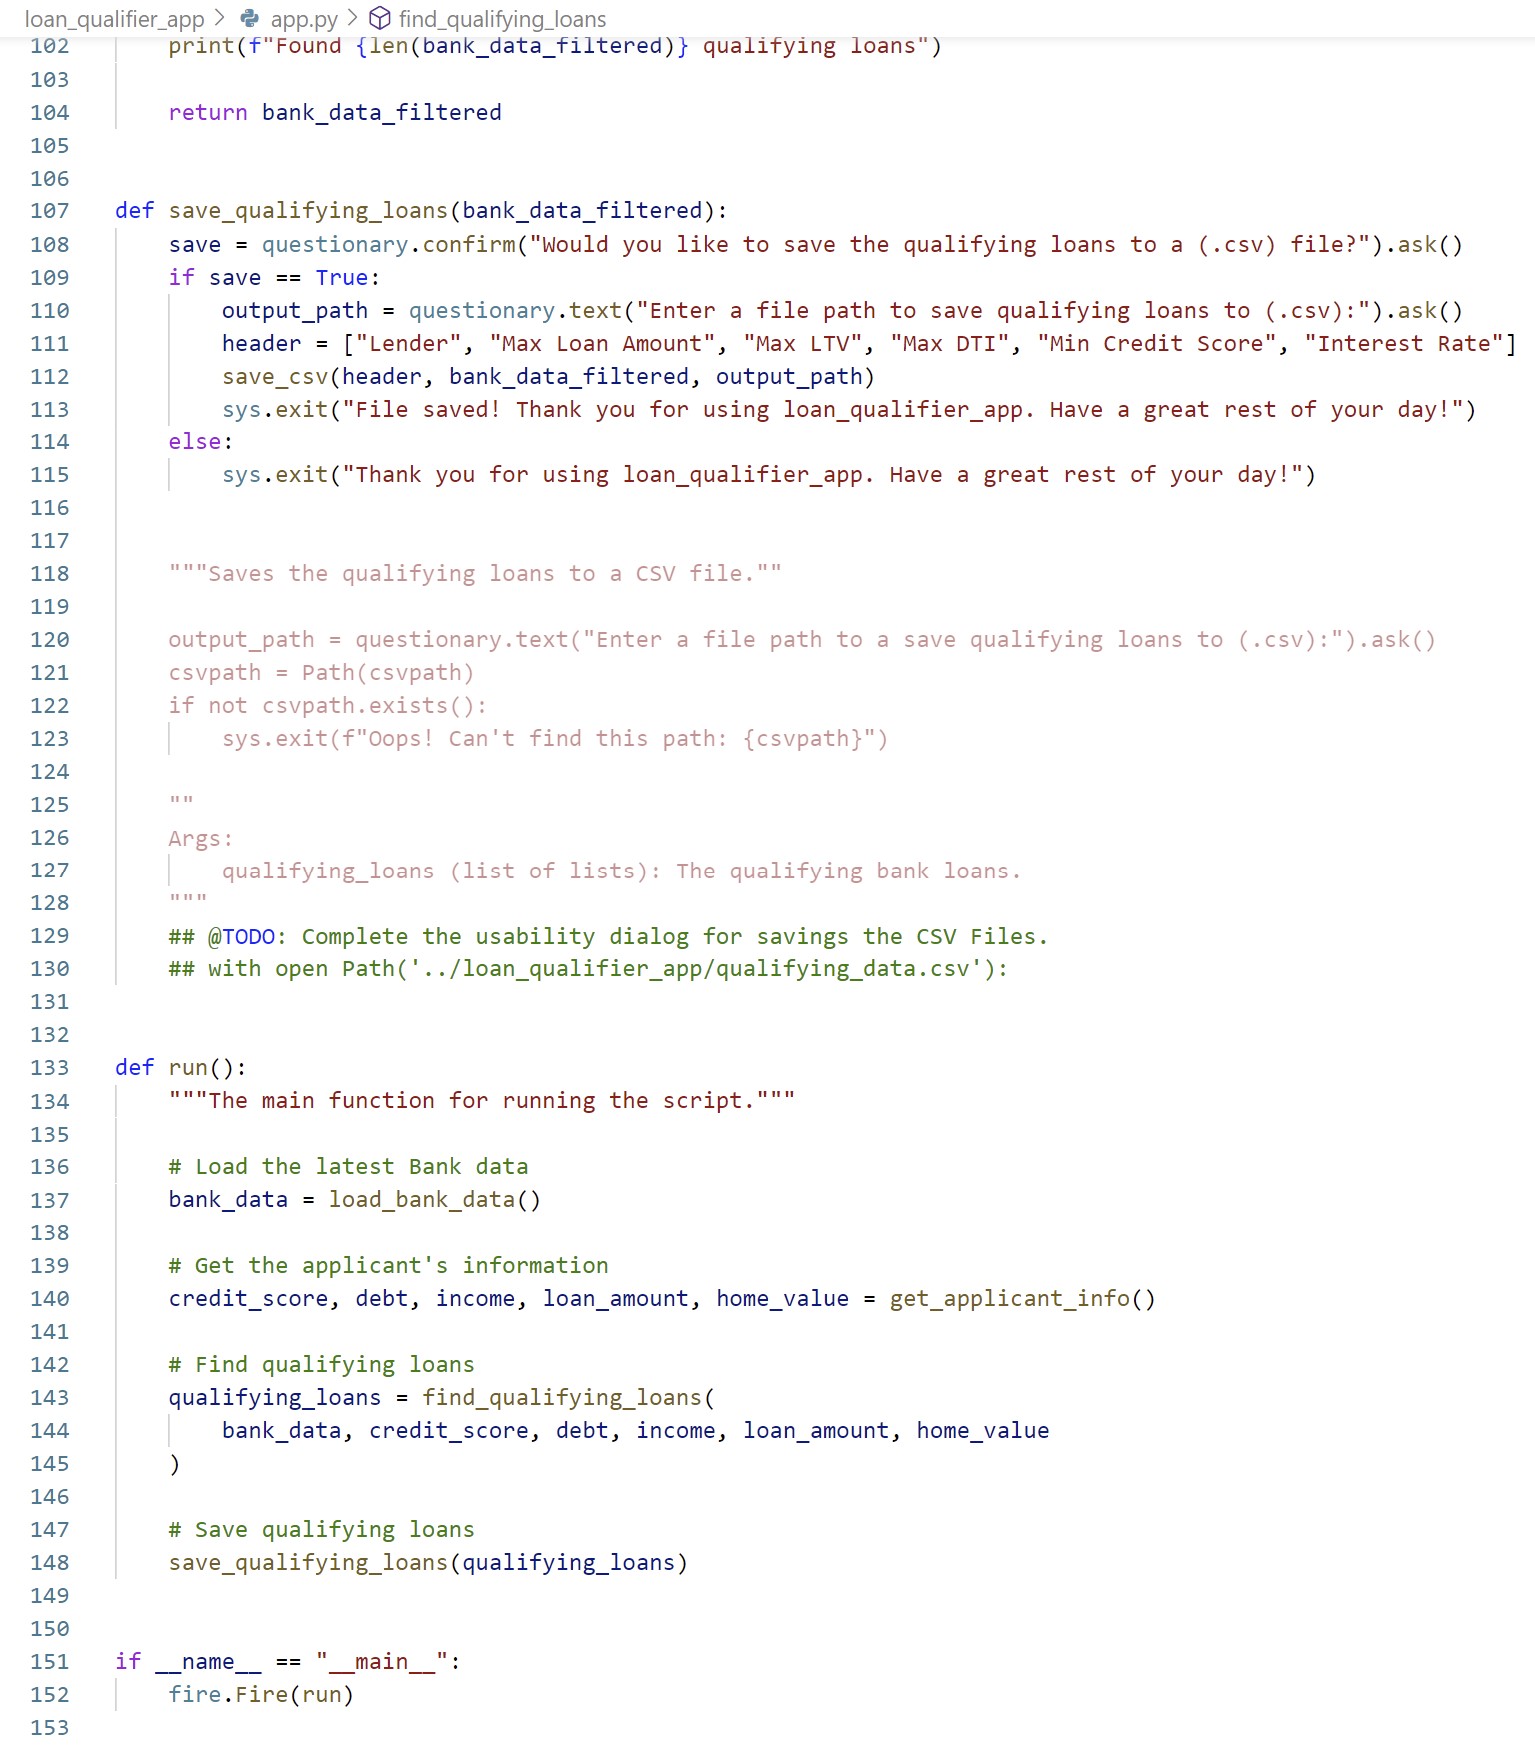 loan_qualifier_app > app.py > find_qualifying_loans
102 print(f"Found {len(bank_data_filtered)} qualifying loans")
103
104 return bank_data_filtered
105
106
107 def save_qualifying_loans(bank_data_filtered):
108 save = questionary.confirm("Would you like to save the qualifying loans to a (.csv) file?").ask()
109 if save == True:
110 output_path = questionary.text("Enter a file path to save qualifying loans to (.csv):").ask()
111 header = ["Lender", "Max Loan Amount", "Max LTV", "Max DTI", "Min Credit Score", "Interest Rate"]
112 save_csv(header, bank_data_filtered, output_path)
113 sys.exit("File saved! Thank you for using loan_qualifier_app. Have a great rest of your day!")
114 else:
115 sys.exit("Thank you for using loan_qualifier_app. Have a great rest of your day!")
116
117
118 """Saves the qualifying loans to a CSV file.""
119
120 output_path = questionary.text("Enter a file path to a save qualifying loans to (.csv):").ask()
121 csvpath = Path(csvpath)
122 if not csvpath.exists():
123 sys.exit(f"Oops! Can't find this path: {csvpath}")
124
125 ""
126 Args:
127 qualifying_loans (list of lists): The qualifying bank loans.
128 """
129 ## @TODO: Complete the usability dialog for savings the CSV Files.
130 ## with open Path('../loan_qualifier_app/qualifying_data.csv'):
131
132
133 def run():
134 """The main function for running the script."""
135
136 # Load the latest Bank data
137 bank_data = load_bank_data()
138
139 # Get the applicant's information
140 credit_score, debt, income, loan_amount, home_value = get_applicant_info()
141
142 # Find qualifying loans
143 qualifying_loans = find_qualifying_loans(
144 bank_data, credit_score, debt, income, loan_amount, home_value
145 )
146
147 # Save qualifying loans
148 save_qualifying_loans(qualifying_loans)
149
150
151 if __name__ == "__main__":
152 fire.Fire(run)
153